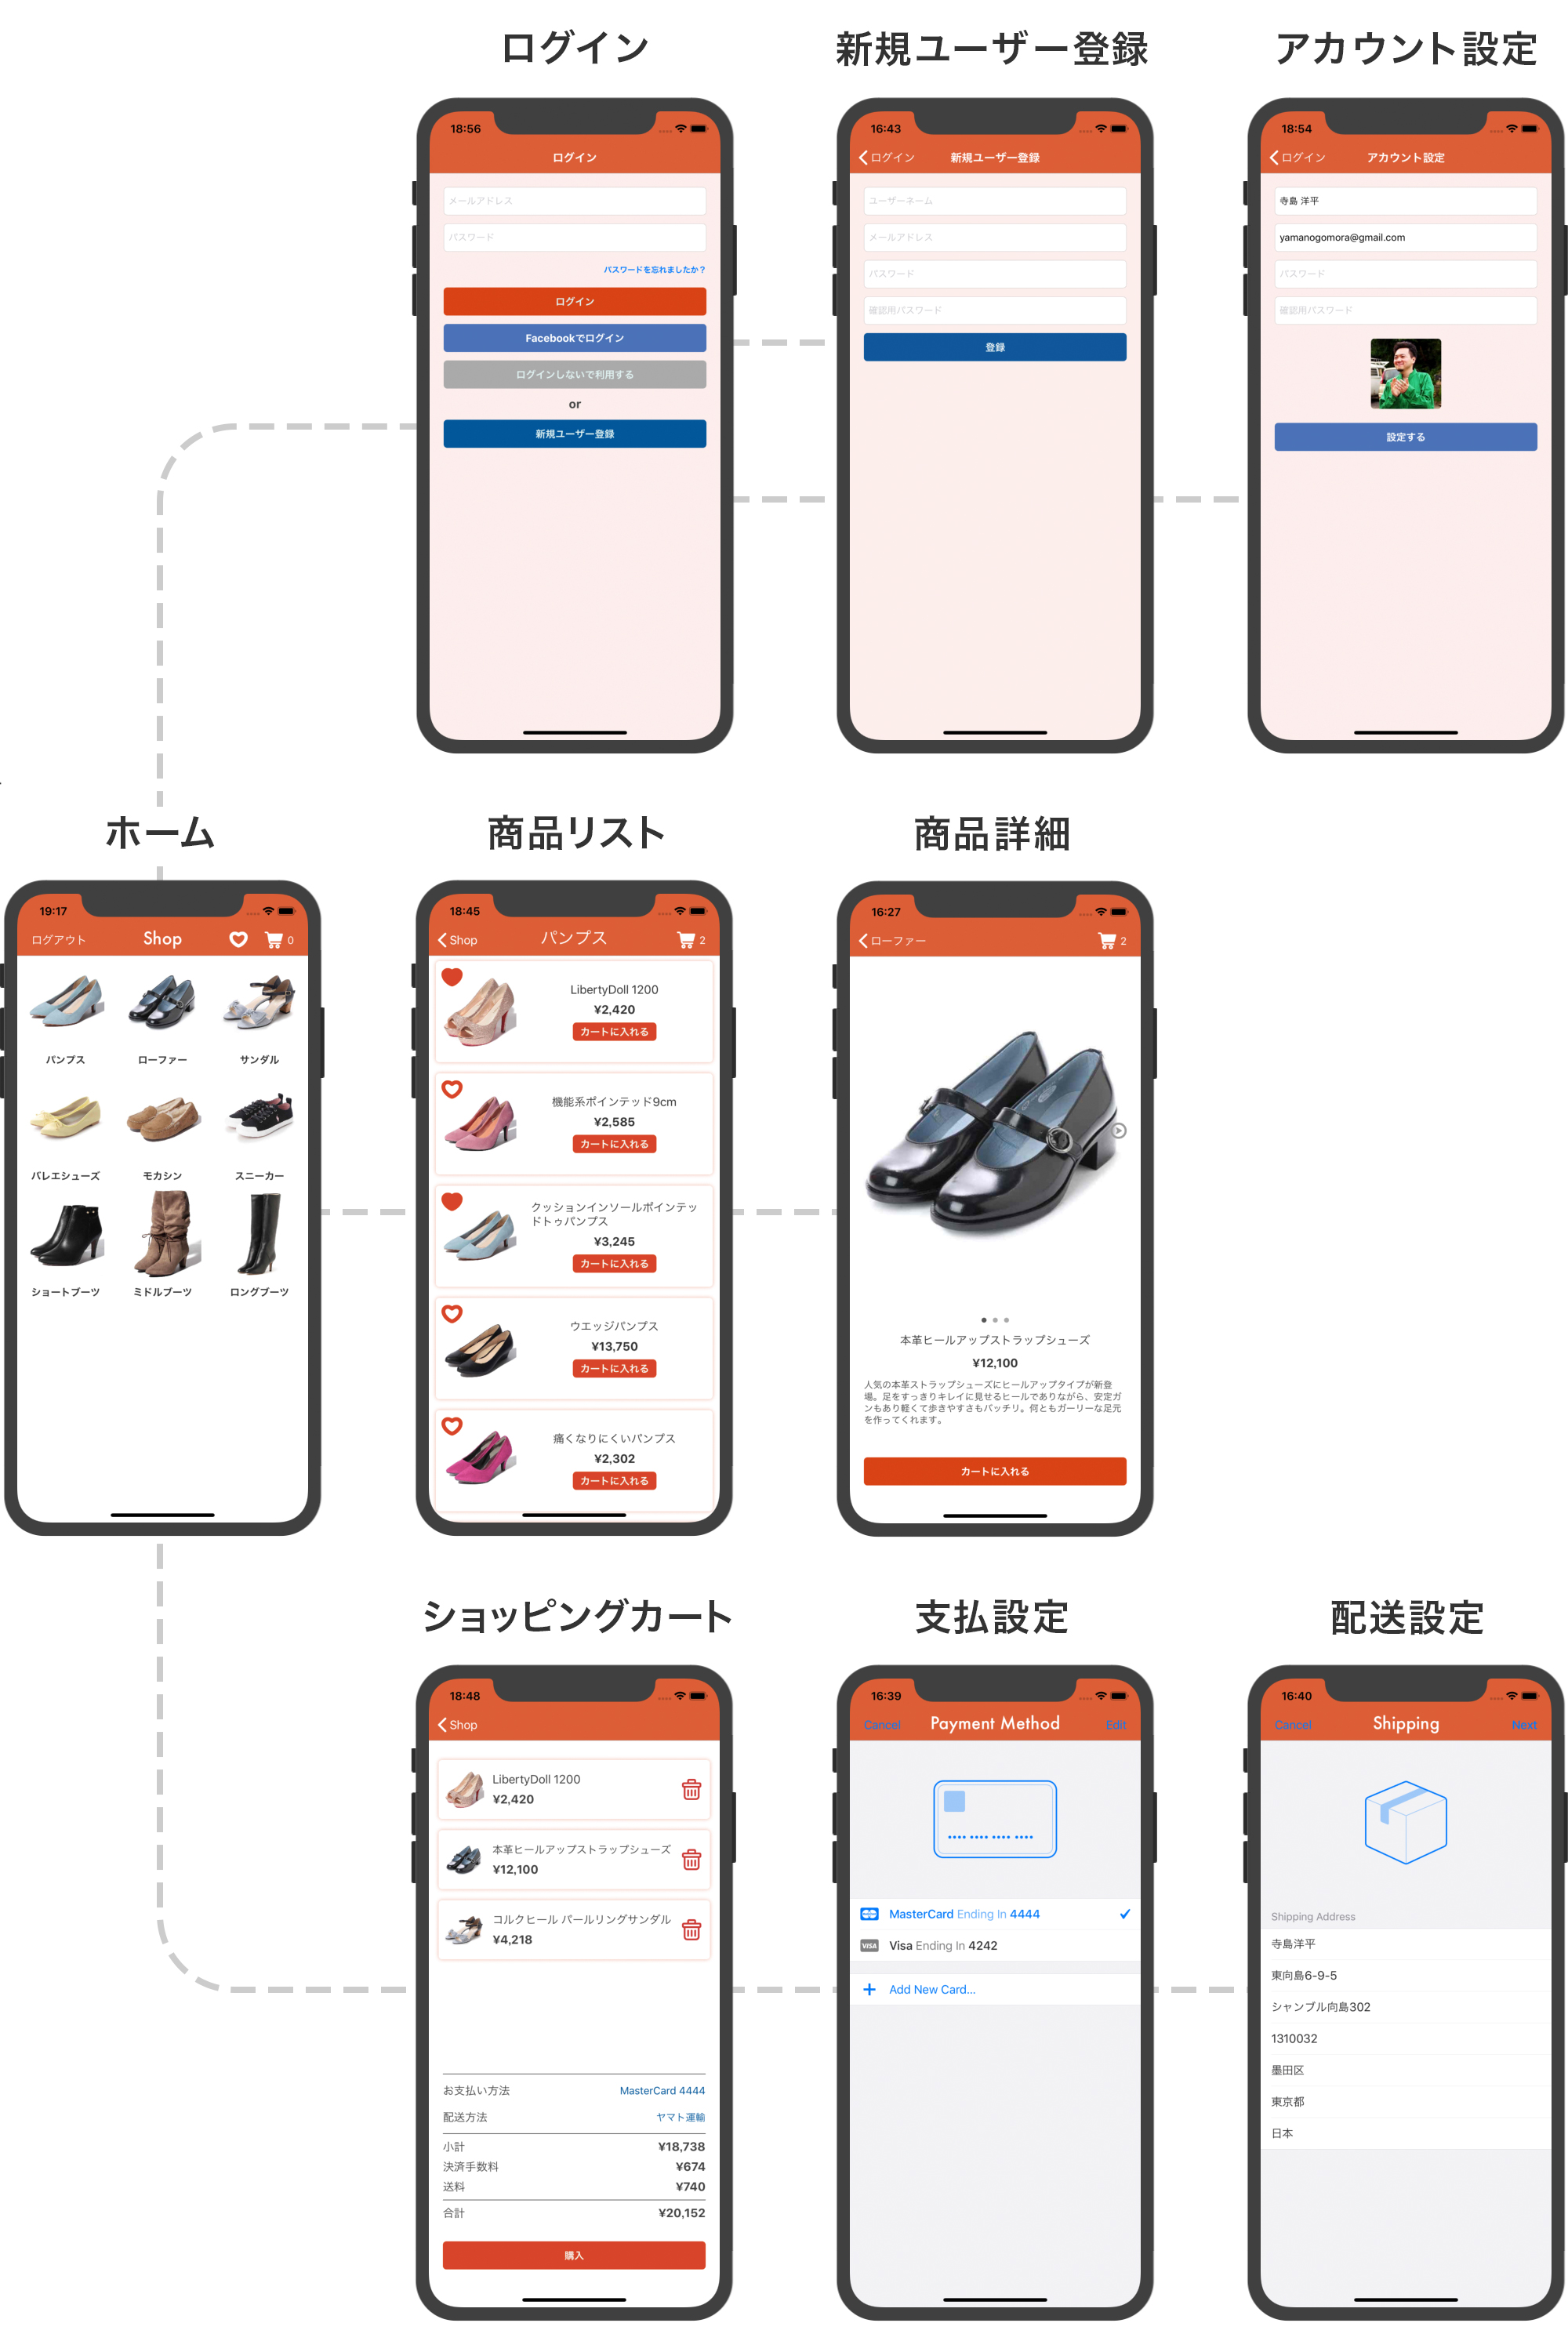 ログイン
18:56
ログイン
メールアドレス
パスワード
パスワードを忘れましたか？
ログイン
Facebookでログイン
ログインしないで利用する
or
新規ユーザー登録
新規ユーザー登録
16:43
ログイン
新規ユーザー登録
ユーザーネーム
メールアドレス
パスワード
確認用パスワード
登録
アカウント設定
18:54
ログイン
アカウント設定
寺島 洋平
yamanogomora@gmail.com
パスワード
確認用パスワード
設定する
ホーム
19:17
ログアウト
Shop
0
パンプス
ローファー
サンダル
バレエシューズ
モカシン
スニーカー
ショートブーツ
ミドルブーツ
ロングブーツ
商品リスト
18:45
Shop
パンプス
2
LibertyDoll 1200
¥2,420
カートに入れる
機能系ポインテッド9cm
¥2,585
カートに入れる
クッションインソールポインテッ
ドトゥパンプス
¥3,245
カートに入れる
ウエッジパンプス
¥13,750
カートに入れる
痛くなりにくいパンプス
¥2,302
カートに入れる
商品詳細
16:27
ローファー
2
本革ヒールアップストラップシューズ
¥12,100
人気の本革ストラップシューズにヒールアップタイプが新登
場。足をすっきりキレイに見せるヒールでありながら、安定ガ
ンもあり軽くて歩きやすさもバッチリ。何ともガーリーな足元
を作ってくれます。
カートに入れる
ショッピングカート
18:48
Shop
LibertyDoll 1200
¥2,420
本革ヒールアップストラップシューズ
¥12,100
コルクヒール パールリングサンダル
¥4,218
お支払い方法
MasterCard 4444
配送方法
ヤマト運輸
小計
¥18,738
決済手数料
¥674
送料
¥740
合計
¥20,152
購入
支払設定
16:39
Cancel
Payment Method
Edit
MasterCard Ending In 4444
VISA
Visa Ending In 4242
Add New Card...
配送設定
16:40
Cancel
Shipping
Next
Shipping Address
寺島洋平
東向島6-9-5
シャンブル向島302
1310032
墨田区
東京都
日本